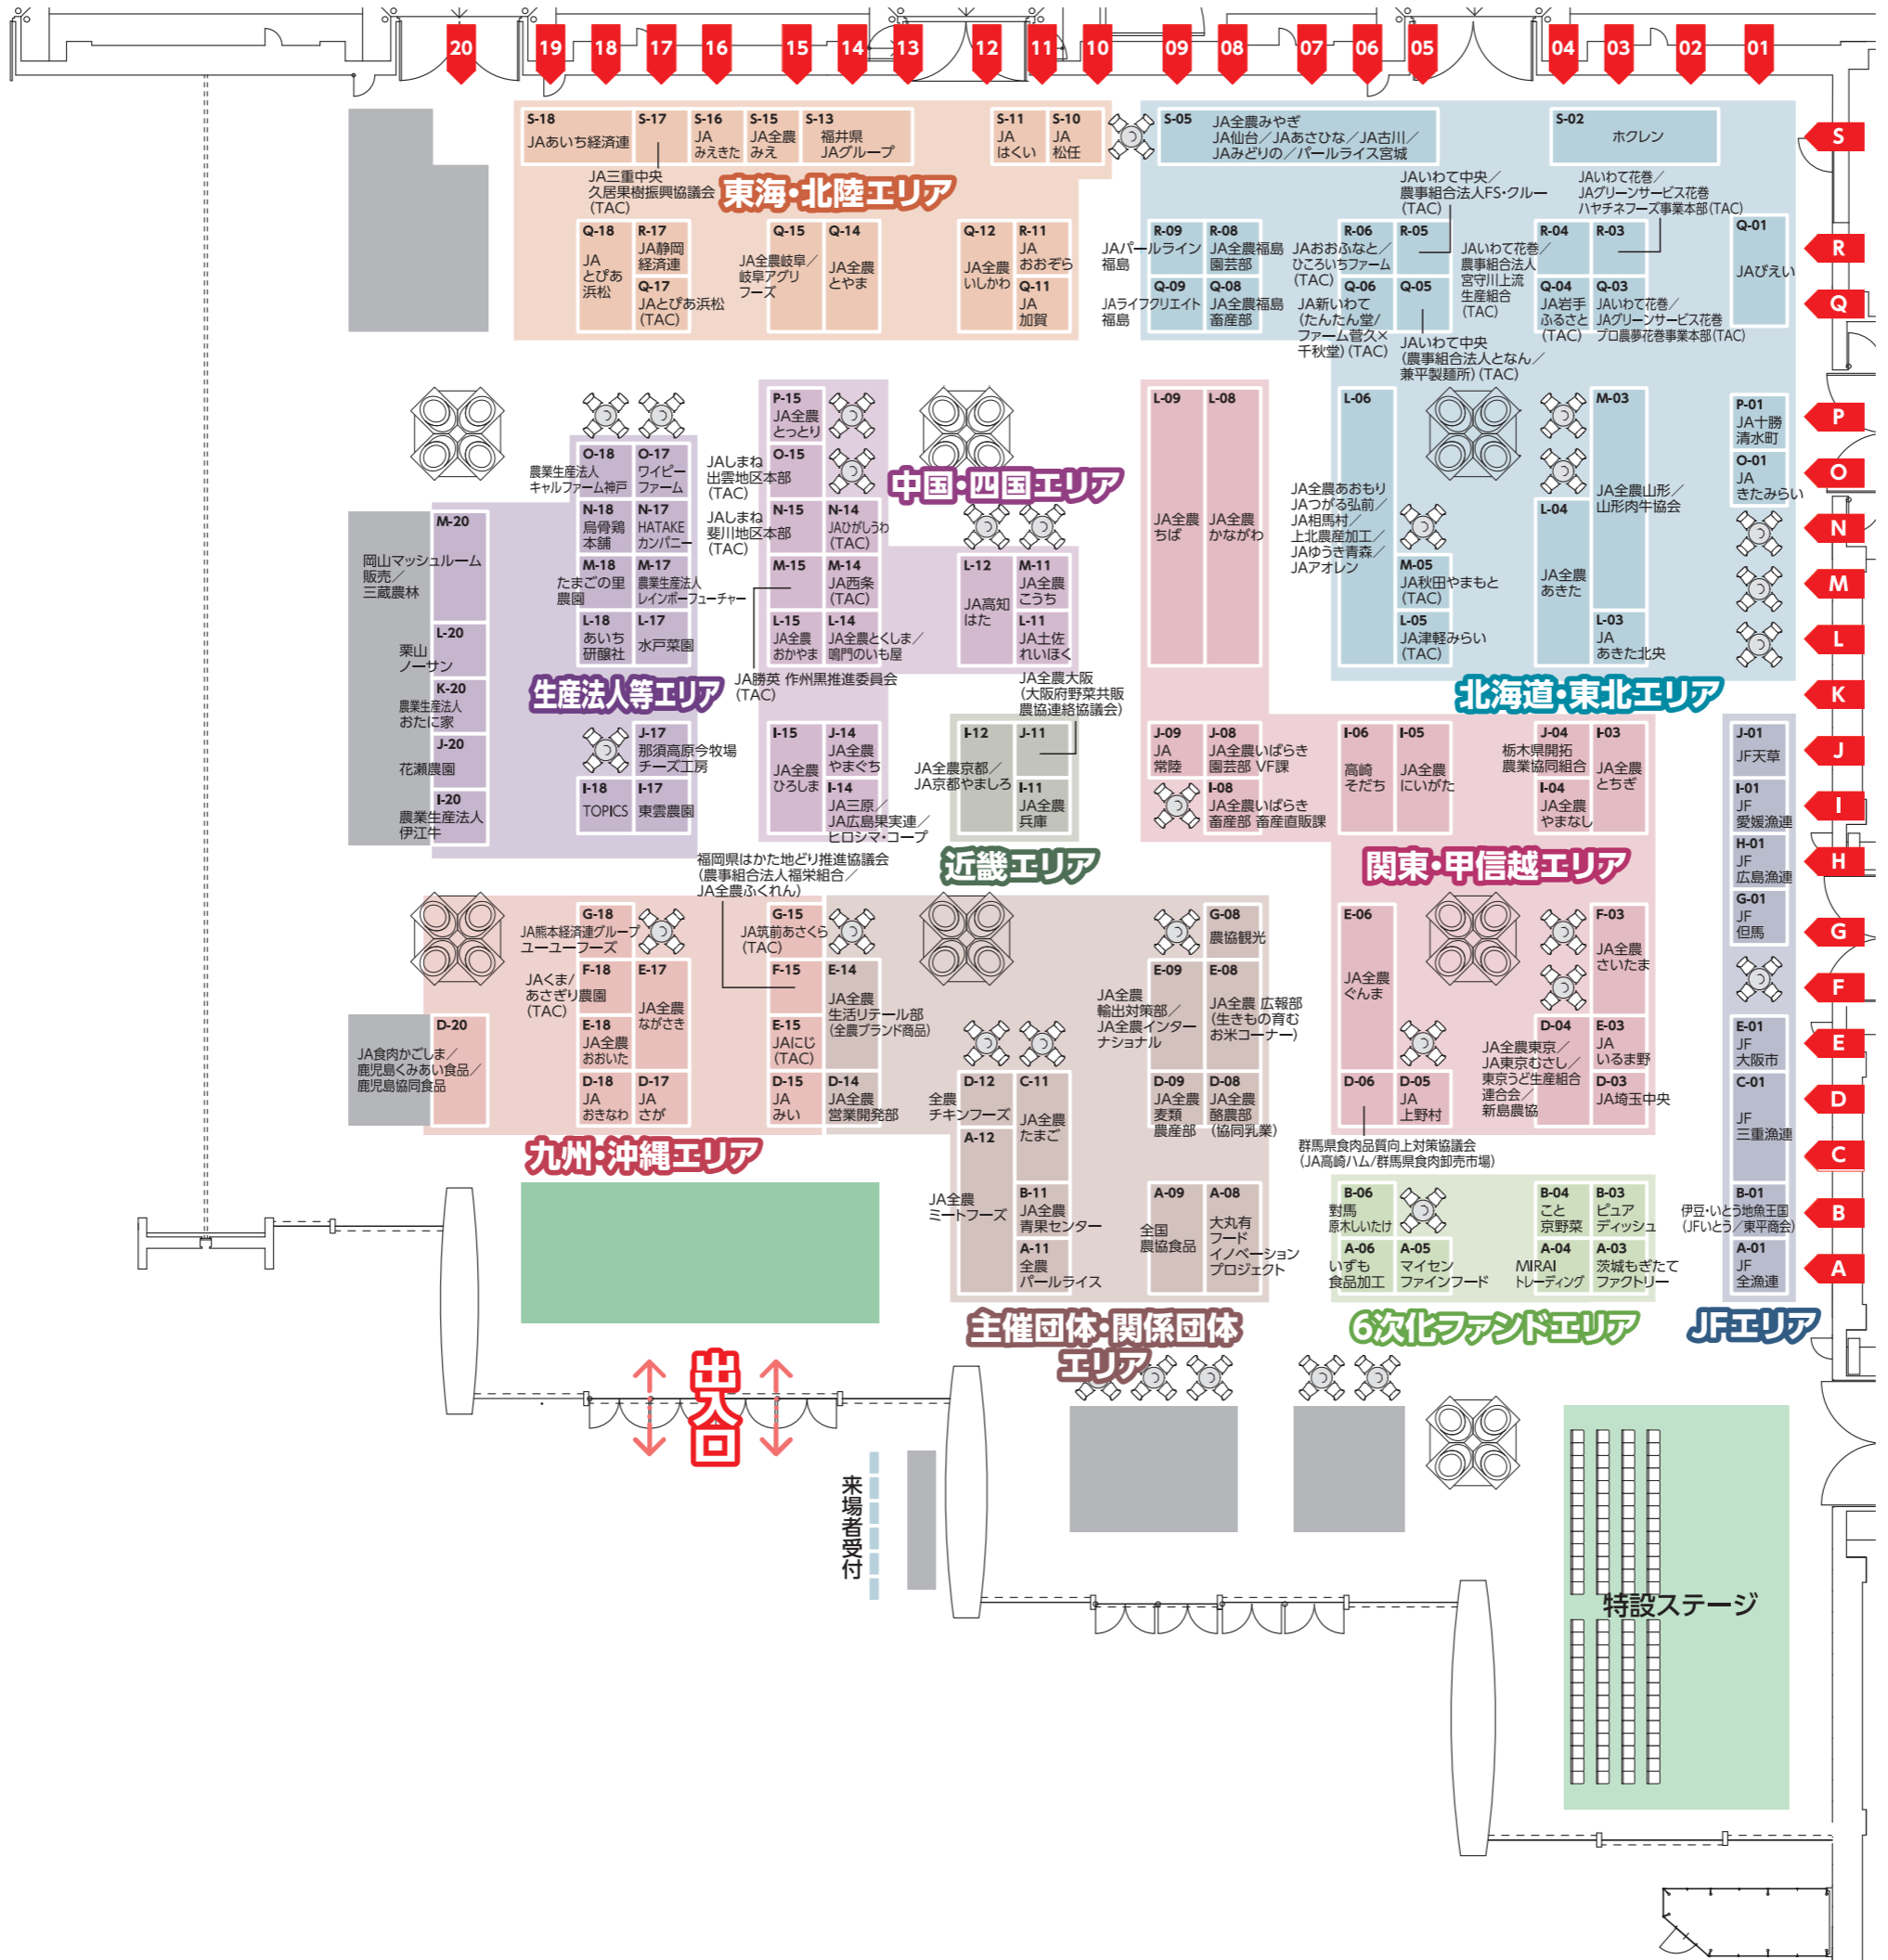 20
19
18
17
16
15
14
13
12
11
10
09
08
07
06
05
04
03
02
01
S
R
Q
P
O
N
M
L
K
J
I
H
G
F
E
D
C
B
A
S-18
JAあいち経済連
S-17
JA三重中央
久居果樹振興協議会
(TAC)
S-16
JA
みえきた
S-15
JA全農
みえ
S-13
福井県
JAグループ
S-11
JA
はくい
S-10
JA
松任
東海・北陸エリア
Q-18
JA
とぴあ
浜松
R-17
JA静岡
経済連
Q-17
JAとぴあ浜松
(TAC)
Q-15
JA全農岐阜／
岐阜アグリ
フーズ
Q-14
JA全農
とやま
Q-12
JA全農
いしかわ
R-11
JA
おおぞら
Q-11
JA
加賀
S-05
JA全農みやぎ
JA仙台／JAあさひな／JA古川／
JAみどりの／パールライス宮城
S-02
ホクレン
R-09
JAパールライン
福島
R-08
JA全農福島
園芸部
Q-09
JAライフクリエイト
福島
Q-08
JA全農福島
畜産部
R-06
JAおおふなと／
ひころいちファーム
(TAC)
R-05
JAいわて中央／
農事組合法人FS・クルー
(TAC)
Q-06
JA新いわて
(たんたん堂/
ファーム菅久×
千秋堂) (TAC)
Q-05
JAいわて中央
(農事組合法人となん／
兼平製麺所) (TAC)
R-04
JAいわて花巻／
農事組合法人
宮守川上流
生産組合
(TAC)
R-03
JAいわて花巻／
JAグリーンサービス花巻
ハヤチネフーズ事業本部(TAC)
Q-04
JA岩手
ふるさと
(TAC)
Q-03
JAいわて花巻／
JAグリーンサービス花巻
プロ農夢花巻事業本部(TAC)
Q-01
JAびえい
L-06
JA全農あおもり
JAつがる弘前／
JA相馬村／
上北農産加工／
JAゆうき青森／
JAアオレン
M-05
JA秋田やまもと
(TAC)
L-05
JA津軽みらい
(TAC)
M-03
JA全農山形／
山形肉牛協会
L-04
JA全農
あきた
L-03
JA
あきた北央
P-01
JA十勝
清水町
O-01
JA
きたみらい
北海道・東北エリア
P-15
JA全農
とっとり
O-15
JAしまね
出雲地区本部
(TAC)
N-15
JAしまね
斐川地区本部
(TAC)
N-14
JAひがしうわ
(TAC)
M-15
JA勝英 作州黒推進委員会
(TAC)
M-14
JA西条
(TAC)
L-15
JA全農
おかやま
L-14
JA全農とくしま／
鳴門のいも屋
L-12
JA高知
はた
M-11
JA全農
こうち
L-11
JA土佐
れいほく
I-15
JA全農
ひろしま
J-14
JA全農
やまぐち
I-14
JA三原／
JA広島果実連／
ヒロシマ・コープ
中国・四国エリア
O-18
農業生産法人
キャルファーム神戸
O-17
ワイピー
ファーム
N-18
烏骨鶏
本舗
N-17
HATAKE
カンパニー
M-18
たまごの里
農園
M-17
農業生産法人
レインボーフューチャー
L-18
あいち
研醸社
L-17
水戸菜園
M-20
岡山マッシュルーム
販売／
三蔵農林
L-20
栗山
ノーサン
K-20
農業生産法人
おたに家
J-20
花瀬農園
I-20
農業生産法人
伊江牛
J-17
那須高原今牧場
チーズ工房
I-18
TOPICS
I-17
東雲農園
生産法人等エリア
I-12
JA全農京都／
JA京都やましろ
J-11
JA全農大阪
(大阪府野菜共販
農協連絡協議会)
I-11
JA全農
兵庫
近畿エリア
L-09
JA全農
ちば
L-08
JA全農
かながわ
J-09
JA
常陸
J-08
JA全農いばらき
園芸部 VF課
I-08
JA全農いばらき
畜産部 畜産直販課
I-06
高崎
そだち
I-05
JA全農
にいがた
J-04
栃木県開拓
農業協同組合
I-04
JA全農
やまなし
I-03
JA全農
とちぎ
関東・甲信越エリア
E-06
JA全農
ぐんま
D-06
群馬県食肉品質向上対策協議会
(JA高崎ハム/群馬県食肉卸売市場)
D-05
JA
上野村
F-03
JA全農
さいたま
D-04
JA全農東京／
JA東京むさし／
東京うど生産組合
連合会／
新島農協
E-03
JA
いるま野
D-03
JA埼玉中央
J-01
JF天草
I-01
JF
愛媛漁連
H-01
JF
広島漁連
G-01
JF
但馬
E-01
JF
大阪市
C-01
JF
三重漁連
B-01
伊豆・いとう地魚王国
(JFいとう／東平商会)
A-01
JF
全漁連
JFエリア
G-18
JA熊本経済連グループ
ユーユーフーズ
F-18
JAくま/
あさぎり農園
(TAC)
E-17
JA全農
ながさき
E-18
JA全農
おおいた
D-18
JA
おきなわ
D-17
JA
さが
D-20
JA食肉かごしま／
鹿児島くみあい食品／
鹿児島協同食品
G-15
JA筑前あさくら
(TAC)
F-15
福岡県はかた地どり推進協議会
(農事組合法人福栄組合／
JA全農ふくれん)
E-15
JAにじ
(TAC)
D-15
JA
みい
九州・沖縄エリア
E-14
JA全農
生活リテール部
(全農ブランド商品)
D-14
JA全農
営業開発部
G-08
農協観光
E-09
JA全農
輸出対策部／
JA全農インター
ナショナル
E-08
JA全農 広報部
(生きもの育む
お米コーナー)
D-12
全農
チキンフーズ
C-11
JA全農
たまご
D-09
JA全農
麦類
農産部
D-08
JA全農
酪農部
(協同乳業)
A-12
JA全農
ミートフーズ
B-11
JA全農
青果センター
A-11
全農
パールライス
A-09
全国
農協食品
A-08
大丸有
フード
イノベーション
プロジェクト
主催団体・関係団体
エリア
B-06
對馬
原木しいたけ
A-06
いずも
食品加工
A-05
マイセン
ファインフード
B-04
こと
京野菜
B-03
ピュア
ディッシュ
A-04
MIRAI
トレーディング
A-03
茨城もぎたて
ファクトリー
6次化ファンドエリア
出入口
来場者受付
特設ステージ